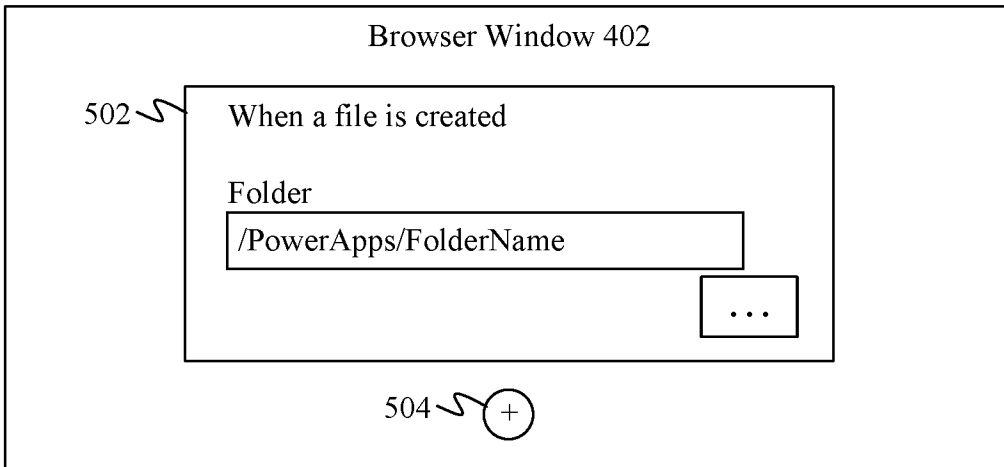 Browser Window 402
502
When a file is created
Folder
/PowerApps/FolderName
...
504
+